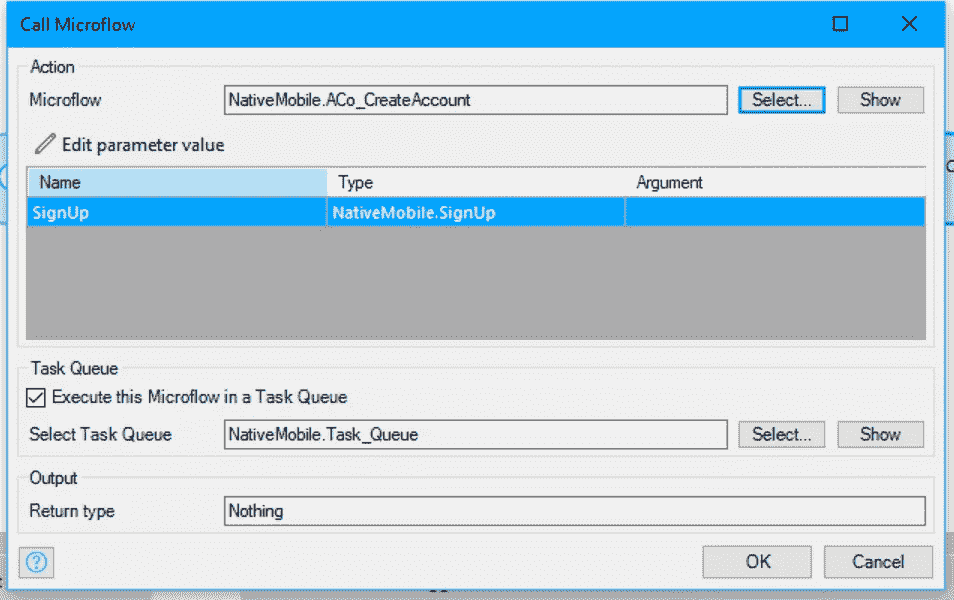 Call Microflow
Action
Microflow NativeMobile.ACo_CreateAccount Select... Show
Edit parameter value
Name Type Argument
SignUp NativeMobile.SignUp
Task Queue
Execute this Microflow in a Task Queue
Select Task Queue NativeMobile.Task_Queue Select... Show
Output
Return type Nothing
? OK Cancel